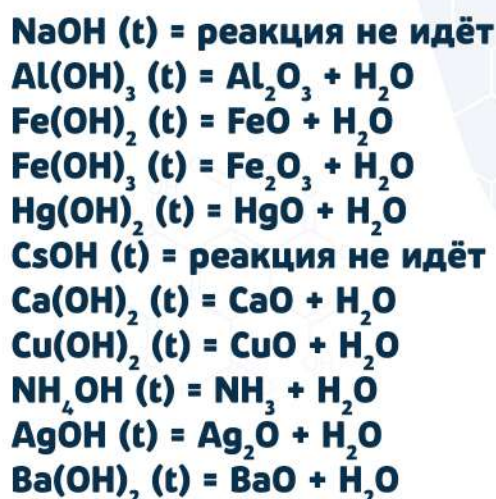 NaOH (t) = реакция не идёт
Al(OH)₃ (t) = Al₂O₃ + H₂O
Fe(OH)₂ (t) = FeO + H₂O
Fe(OH)₃ (t) = Fe₂O₃ + H₂O
Hg(OH)₂ (t) = HgO + H₂O
CsOH (t) = реакция не идёт
Ca(OH)₂ (t) = CaO + H₂O
Cu(OH)₂ (t) = CuO + H₂O
NH₄OH (t) = NH₃ + H₂O
AgOH (t) = Ag₂O + H₂O
Ba(OH)₂ (t) = BaO + H₂O